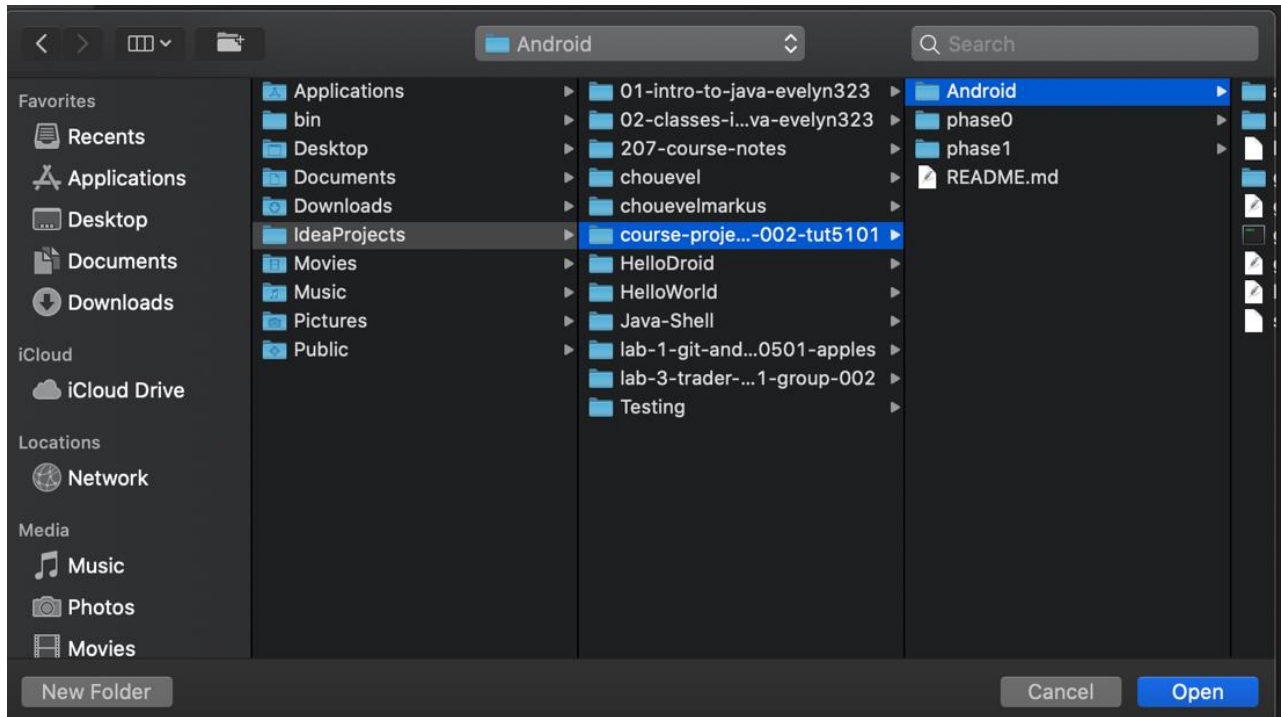 Android
Search
Favorites
Recents
Applications
Desktop
Documents
Downloads
iCloud
iCloud Drive
Locations
Network
Media
Music
Photos
Movies
Applications
bin
Desktop
Documents
Downloads
IdeaProjects
Movies
Music
Pictures
Public
01-intro-to-java-evelyn323
02-classes-i...va-evelyn323
207-course-notes
chouevel
chouevelmarkus
course-proje...-002-tut5101
HelloDroid
HelloWorld
Java-Shell
lab-1-git-and...0501-apples
lab-3-trader-...1-group-002
Testing
Android
phase0
phase1
README.md
New Folder
Cancel
Open